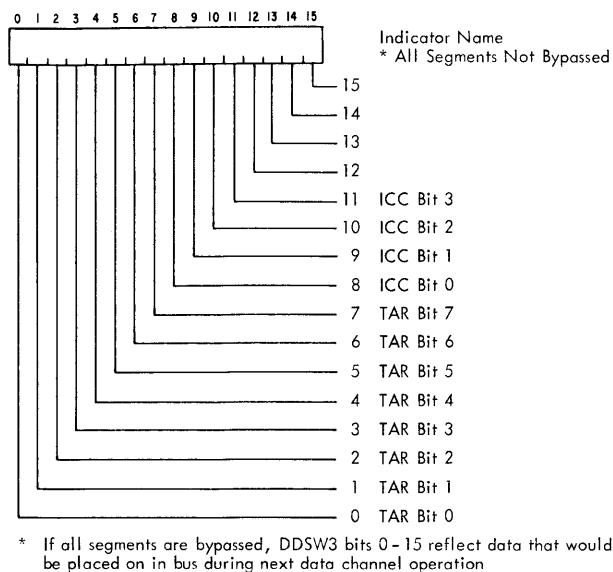 0 1 2 3 4 5 6 7 8 9 10 11 12 13 14 15
Indicator Name
* All Segments Not Bypassed
15
14
13
12
11 ICC Bit 3
10 ICC Bit 2
9 ICC Bit 1
8 ICC Bit 0
7 TAR Bit 7
6 TAR Bit 6
5 TAR Bit 5
4 TAR Bit 4
3 TAR Bit 3
2 TAR Bit 2
1 TAR Bit 1
0 TAR Bit 0
* If all segments are bypassed, DDSW3 bits 0-15 reflect data that would
be placed on in bus during next data channel operation